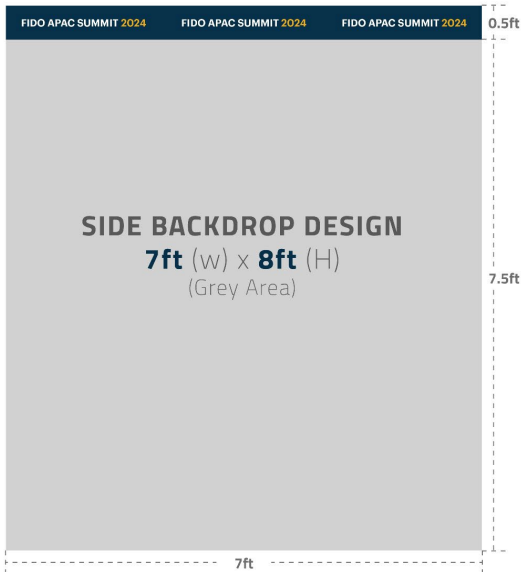 FIDO APAC SUMMIT 2024 FIDO APAC SUMMIT 2024 FIDO APAC SUMMIT 2024
0.5ft
SIDE BACKDROP DESIGN
7ft (w) x 8ft (H)
(Grey Area)
7.5ft
7ft